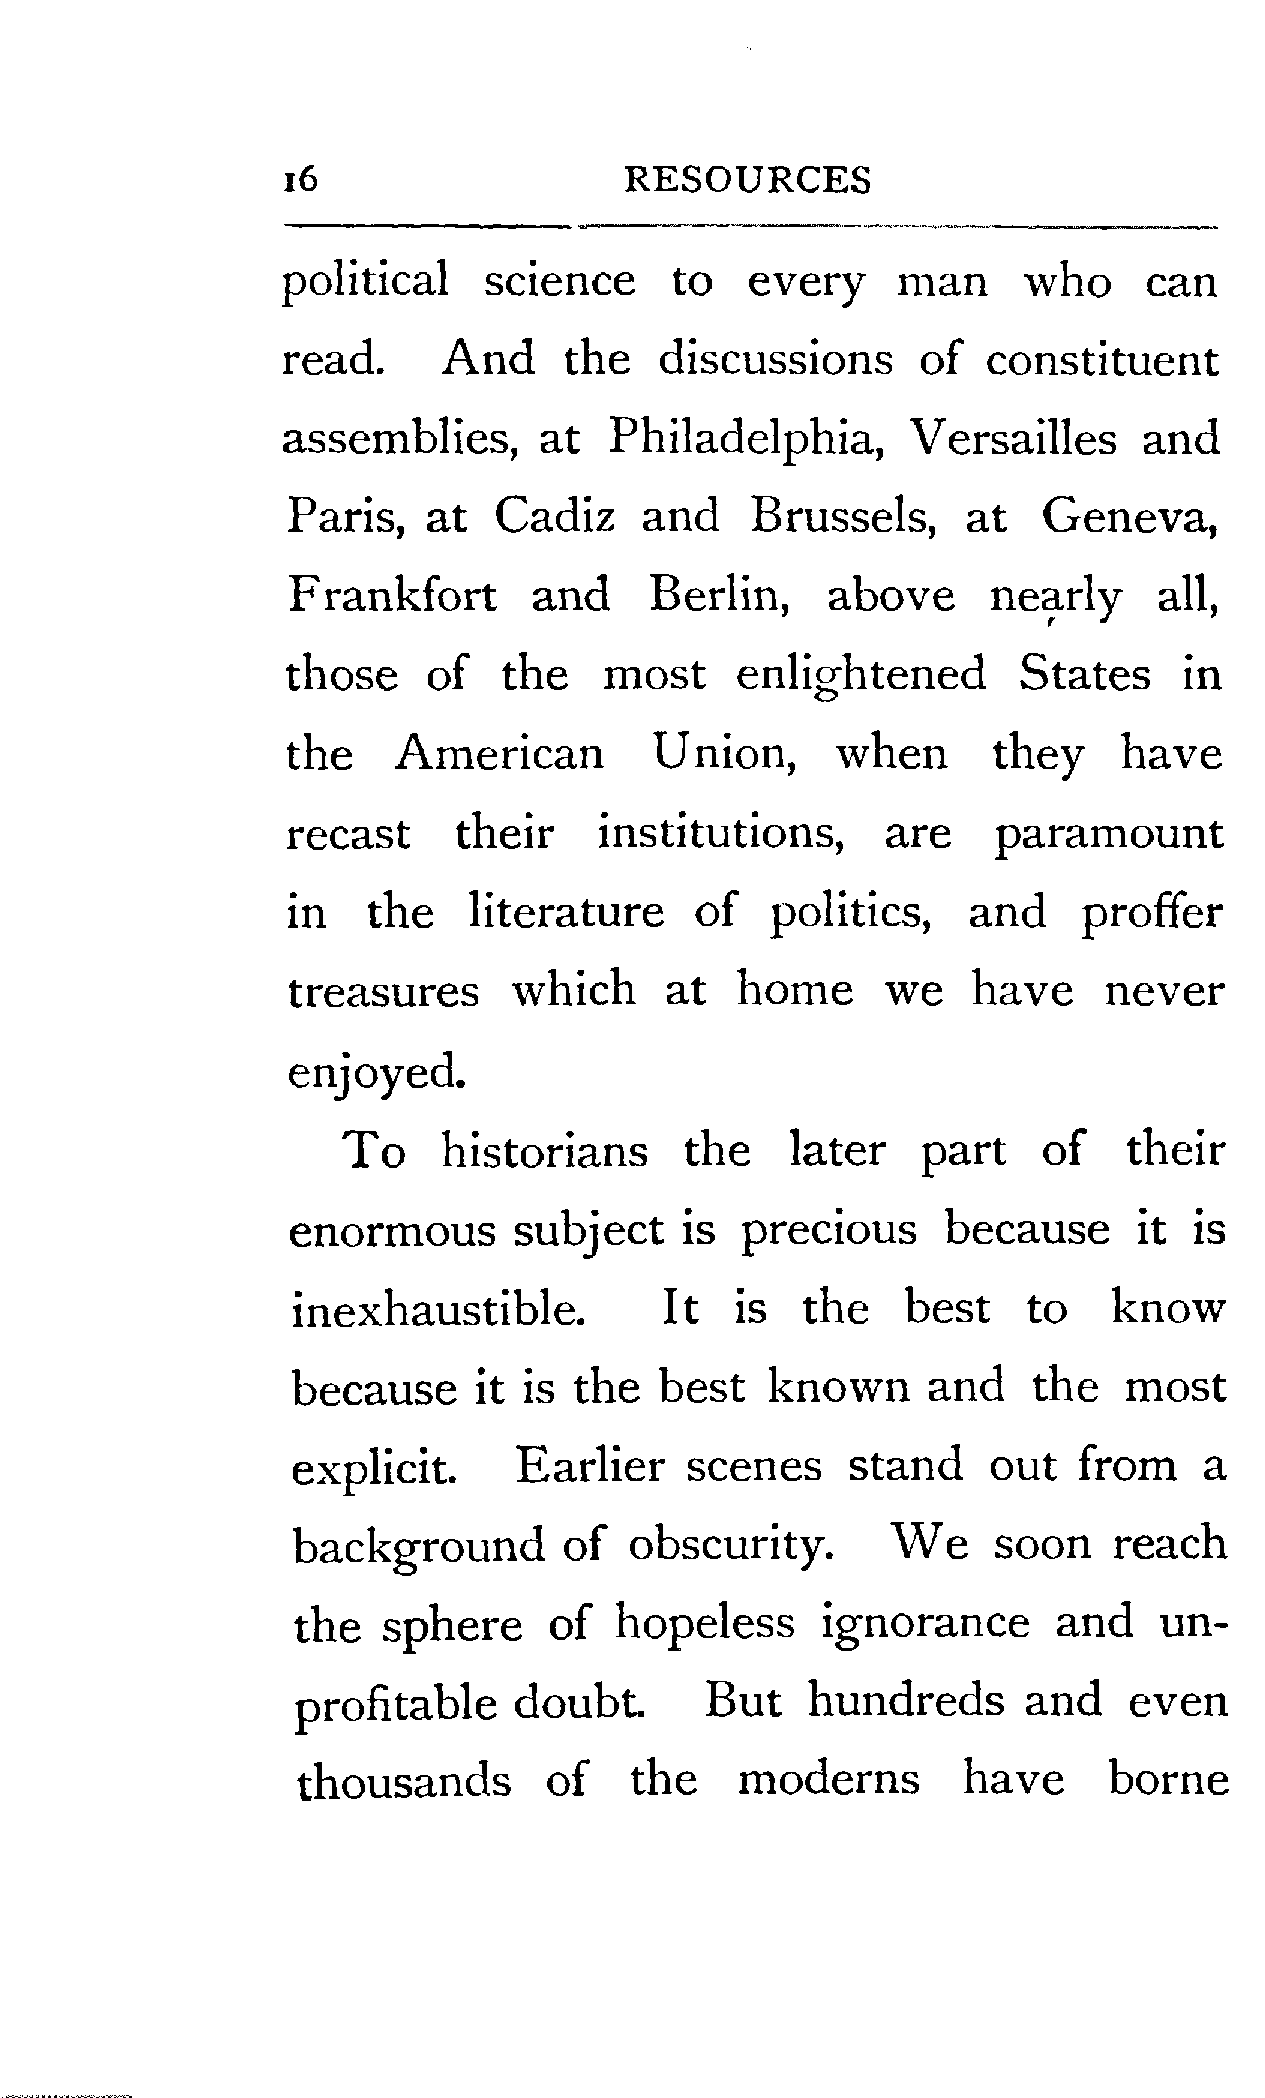 16 RESOURCES
political science to every man who can
read. And the discussions of constituent
assemblies, at Philadelphia, Versailles and
Paris, at Cadiz and Brussels, at Geneva,
Frankfort and Berlin, above nearly all,
those of the most enlightened States in
the American Union, when they have
recast their institutions, are paramount
in the literature of politics, and proffer
treasures which at home we have never
enjoyed.
To historians the later part of their
enormous subject is precious because it is
inexhaustible. It is the best to know
because it is the best known and the most
explicit. Earlier scenes stand out from a
background of obscurity. We soon reach
the sphere of hopeless ignorance and un-
profitable doubt. But hundreds and even
thousands of the moderns have borne